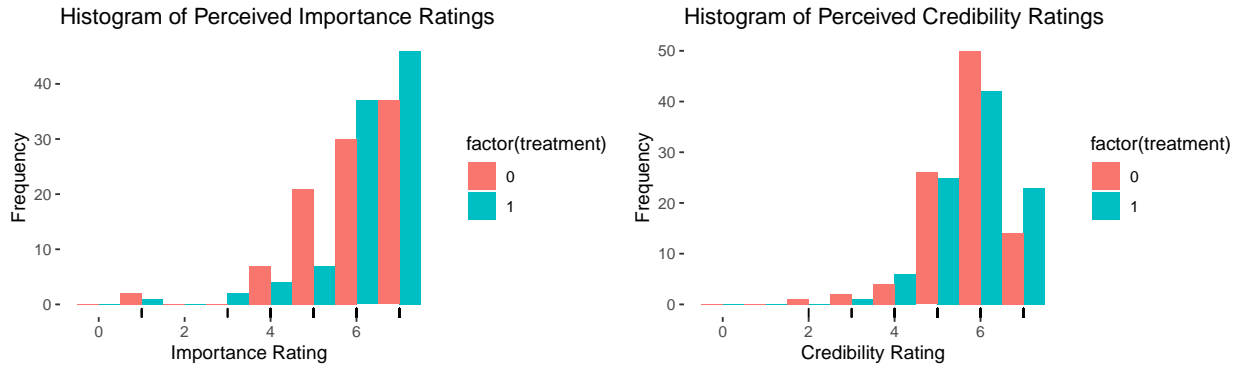 Histogram of Perceived Importance Ratings
40
30
20
10
0
Frequency
0 2 4 6
Importance Rating
factor(treatment)
0
1
Histogram of Perceived Credibility Ratings
50
40
30
20
10
0
Frequency
0 2 4 6
Credibility Rating
factor(treatment)
0
1